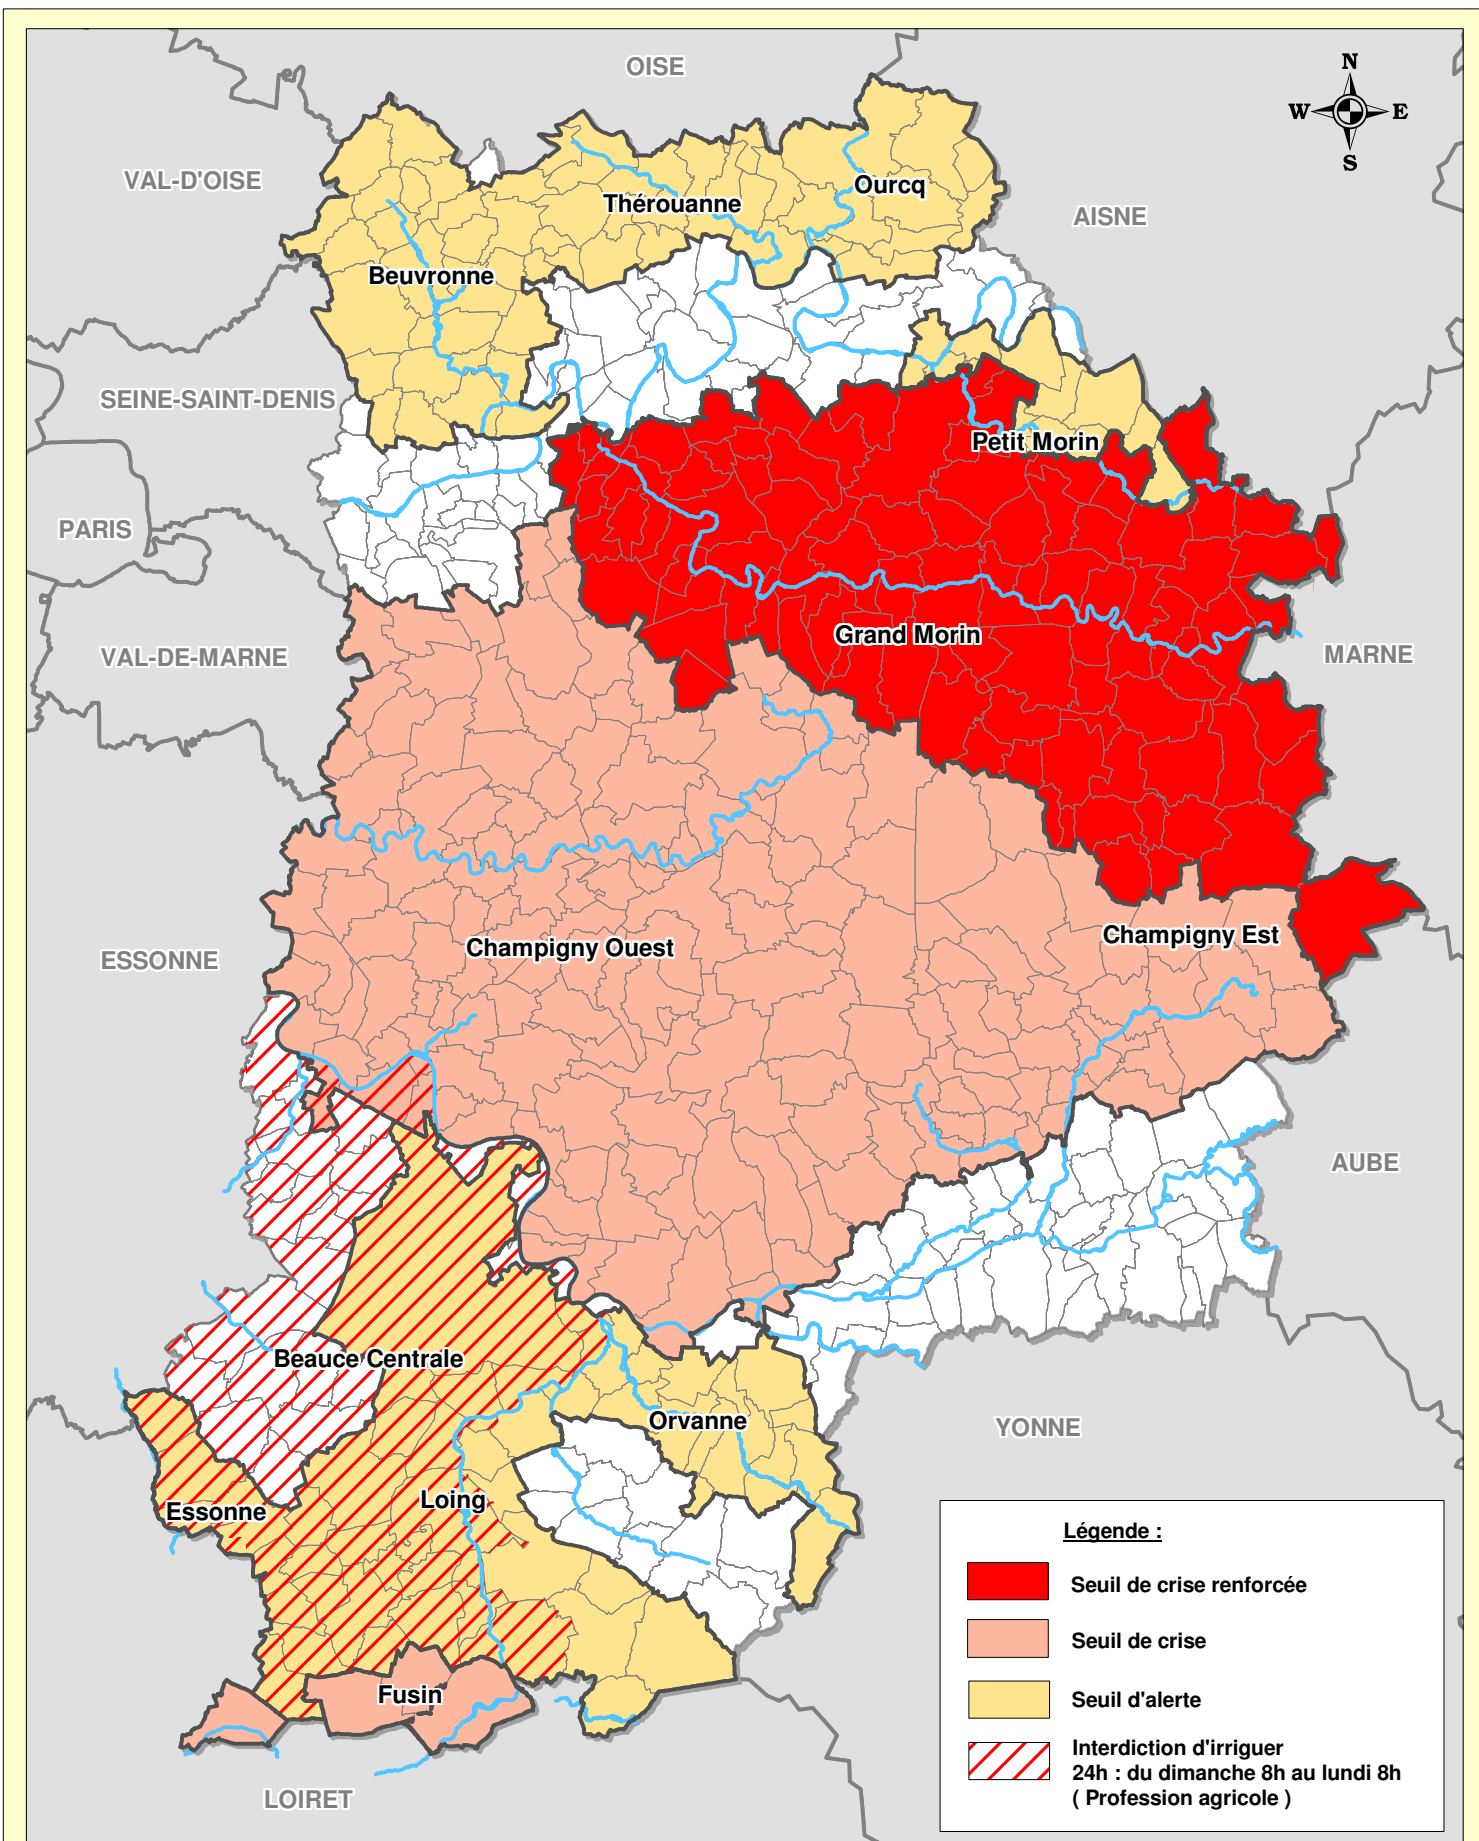 OISE
N
W E
S
VAL-D'OISE
Ourcq
Thérouanne
AISNE
Beuvronne
SEINE-SAINT-DENIS
Petit Morin
PARIS
Grand Morin
VAL-DE-MARNE
MARNE
Champigny Est
Champigny Ouest
ESSONNE
AUBE
Beauce Centrale
Orvanne
YONNE
Loing
Essonne
Fusin
LOIRET
Légende :
Seuil de crise renforcée
Seuil de crise
Seuil d'alerte
Interdiction d'irriguer
24h : du dimanche 8h au lundi 8h
( Profession agricole )